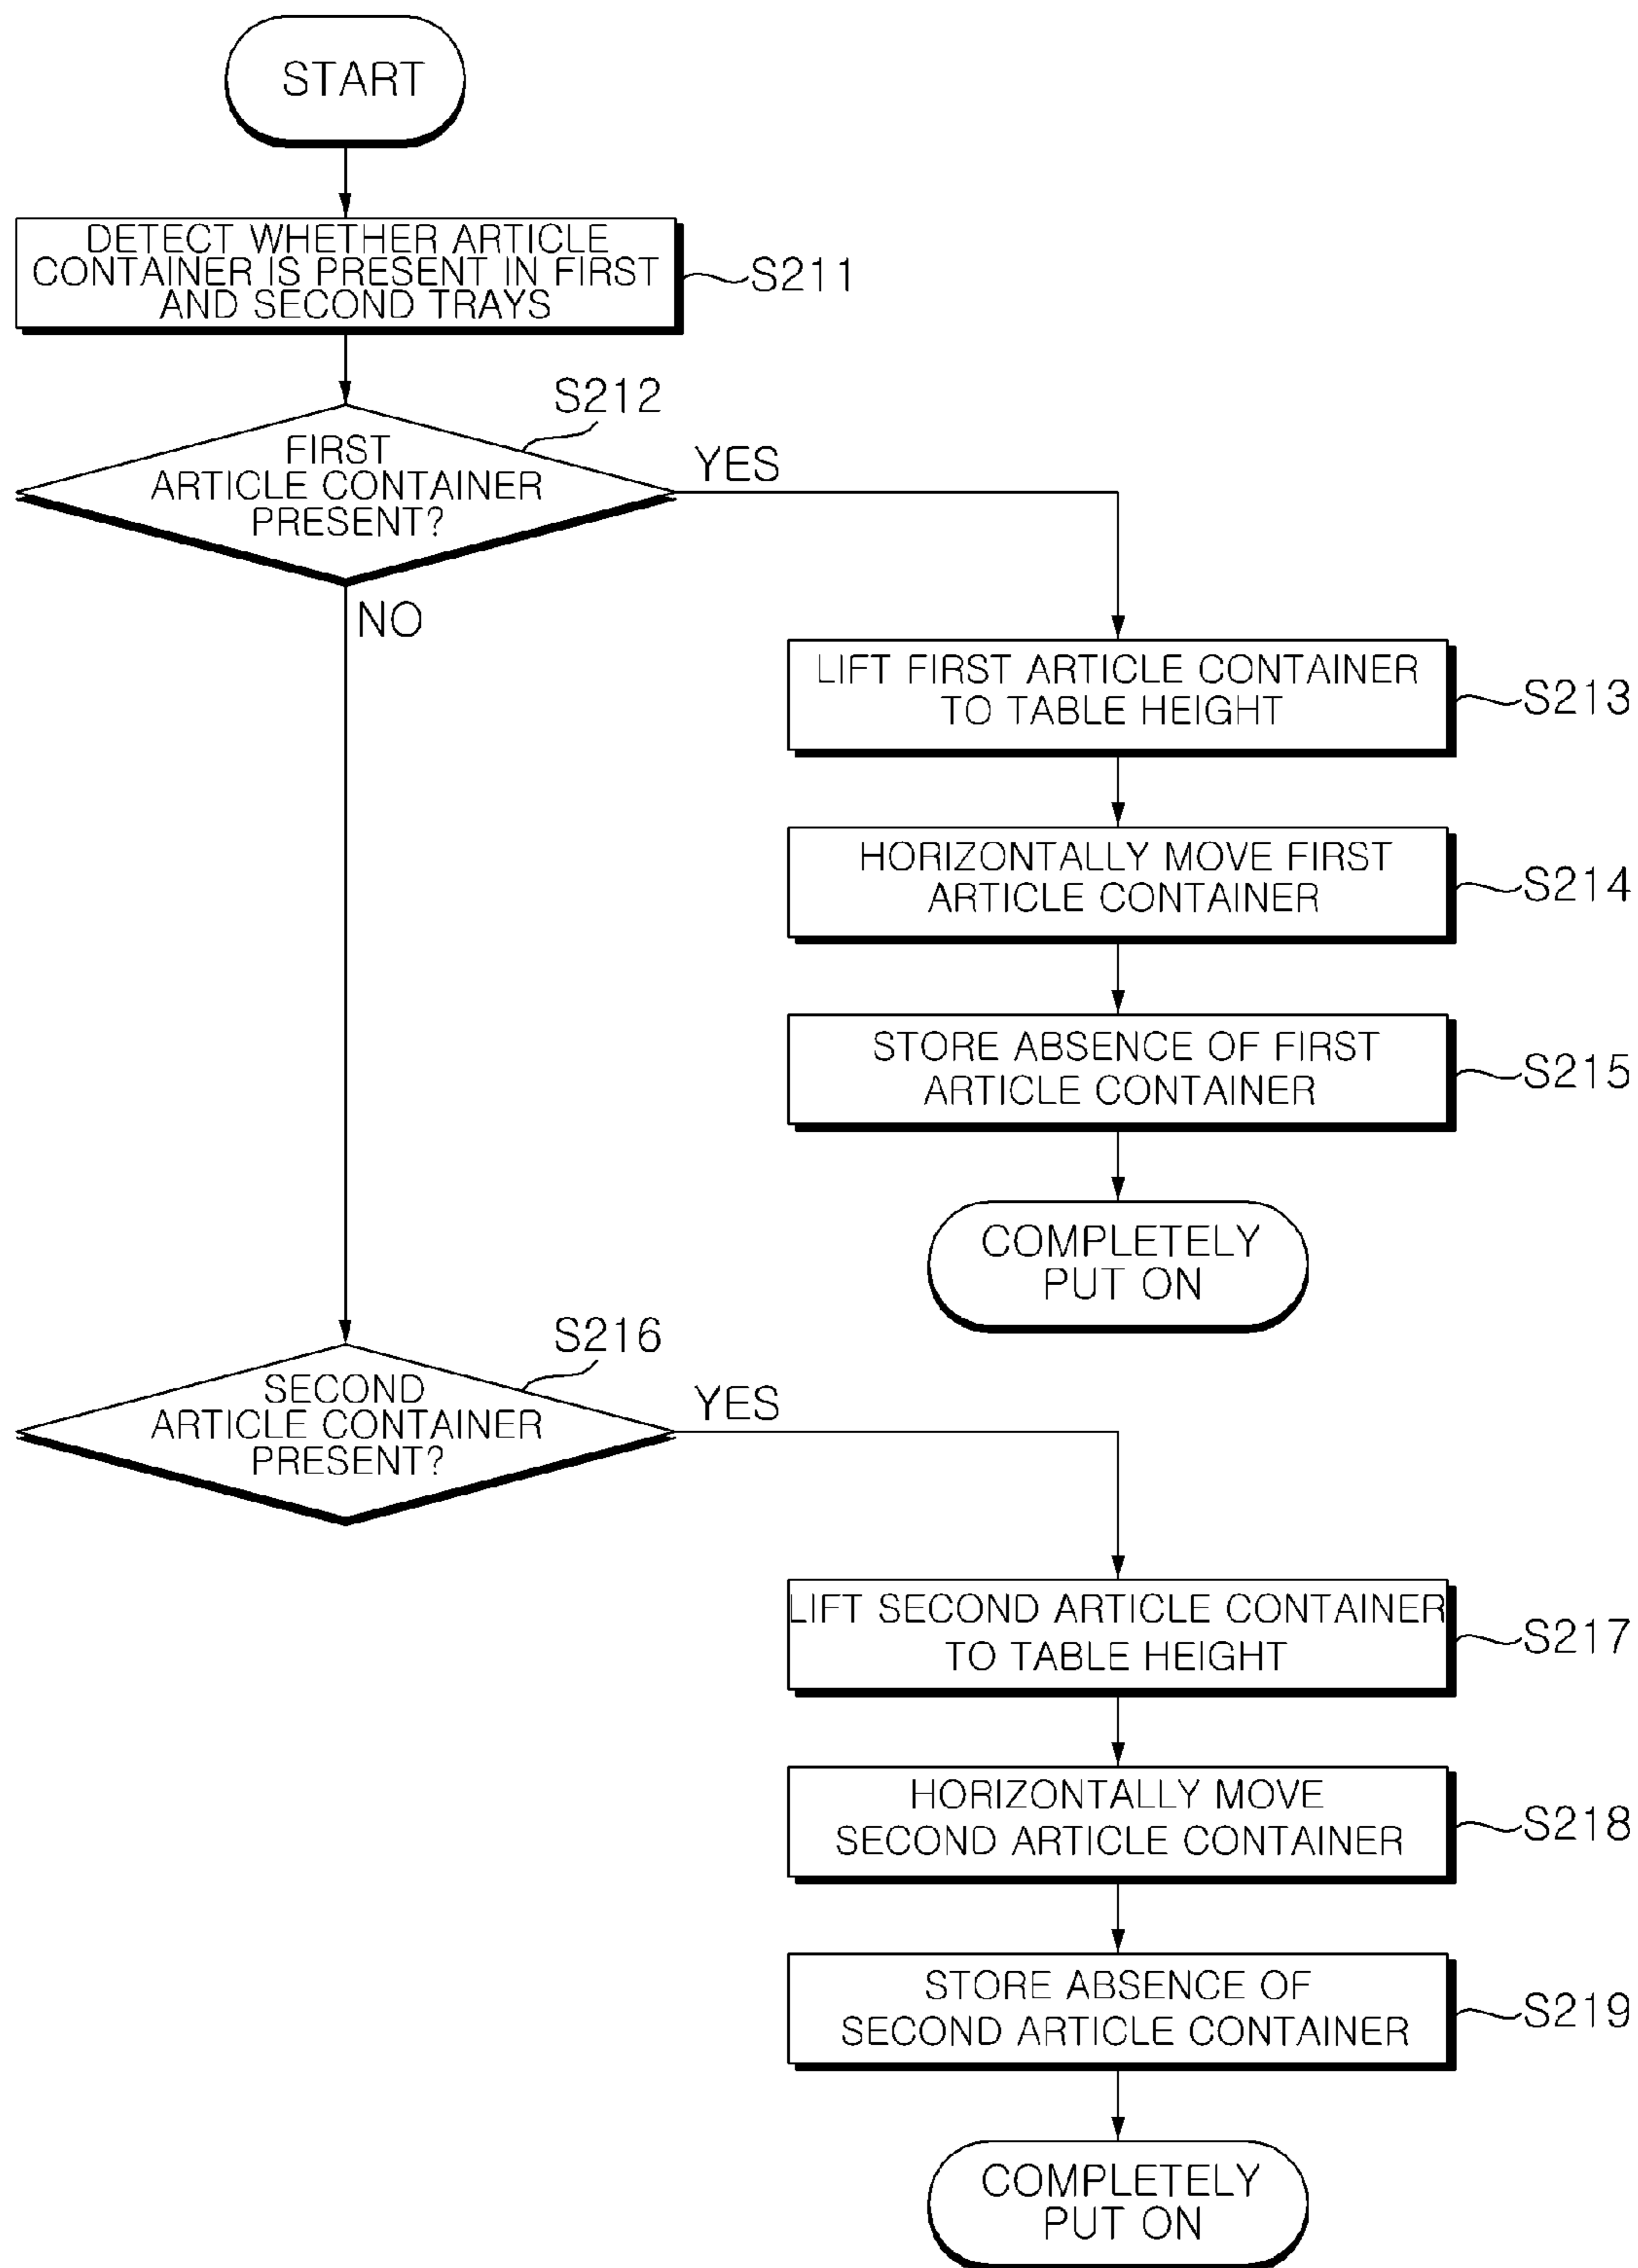 START
DETECT WHETHER ARTICLE
CONTAINER IS PRESENT IN FIRST
AND SECOND TRAYS
S211
S212
FIRST
ARTICLE CONTAINER
PRESENT?
YES
NO
LIFT FIRST ARTICLE CONTAINER
TO TABLE HEIGHT
S213
HORIZONTALLY MOVE FIRST
ARTICLE CONTAINER
S214
STORE ABSENCE OF FIRST
ARTICLE CONTAINER
S215
COMPLETELY
PUT ON
S216
SECOND
ARTICLE CONTAINER
PRESENT?
YES
LIFT SECOND ARTICLE CONTAINER
TO TABLE HEIGHT
S217
HORIZONTALLY MOVE
SECOND ARTICLE CONTAINER
S218
STORE ABSENCE OF
SECOND ARTICLE CONTAINER
S219
COMPLETELY
PUT ON